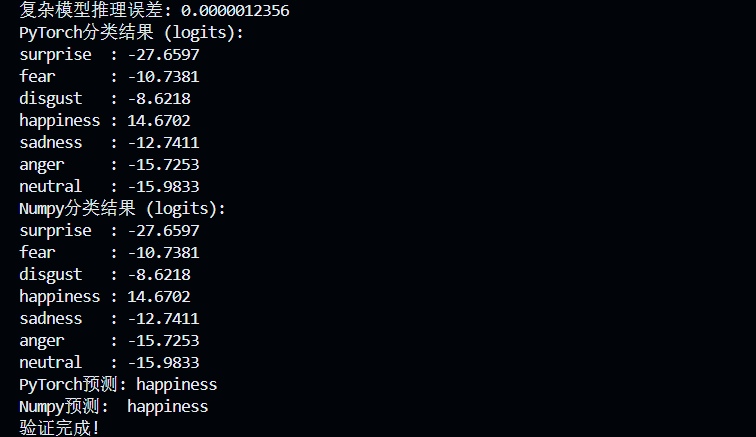 复杂模型推理误差: 0.0000012356
PyTorch分类结果 (logits):
surprise  : -27.6597
fear      : -10.7381
disgust   : -8.6218
happiness : 14.6702
sadness   : -12.7411
anger     : -15.7253
neutral   : -15.9833
Numpy分类结果 (logits):
surprise  : -27.6597
fear      : -10.7381
disgust   : -8.6218
happiness : 14.6702
sadness   : -12.7411
anger     : -15.7253
neutral   : -15.9833
PyTorch预测: happiness
Numpy预测:  happiness
验证完成!